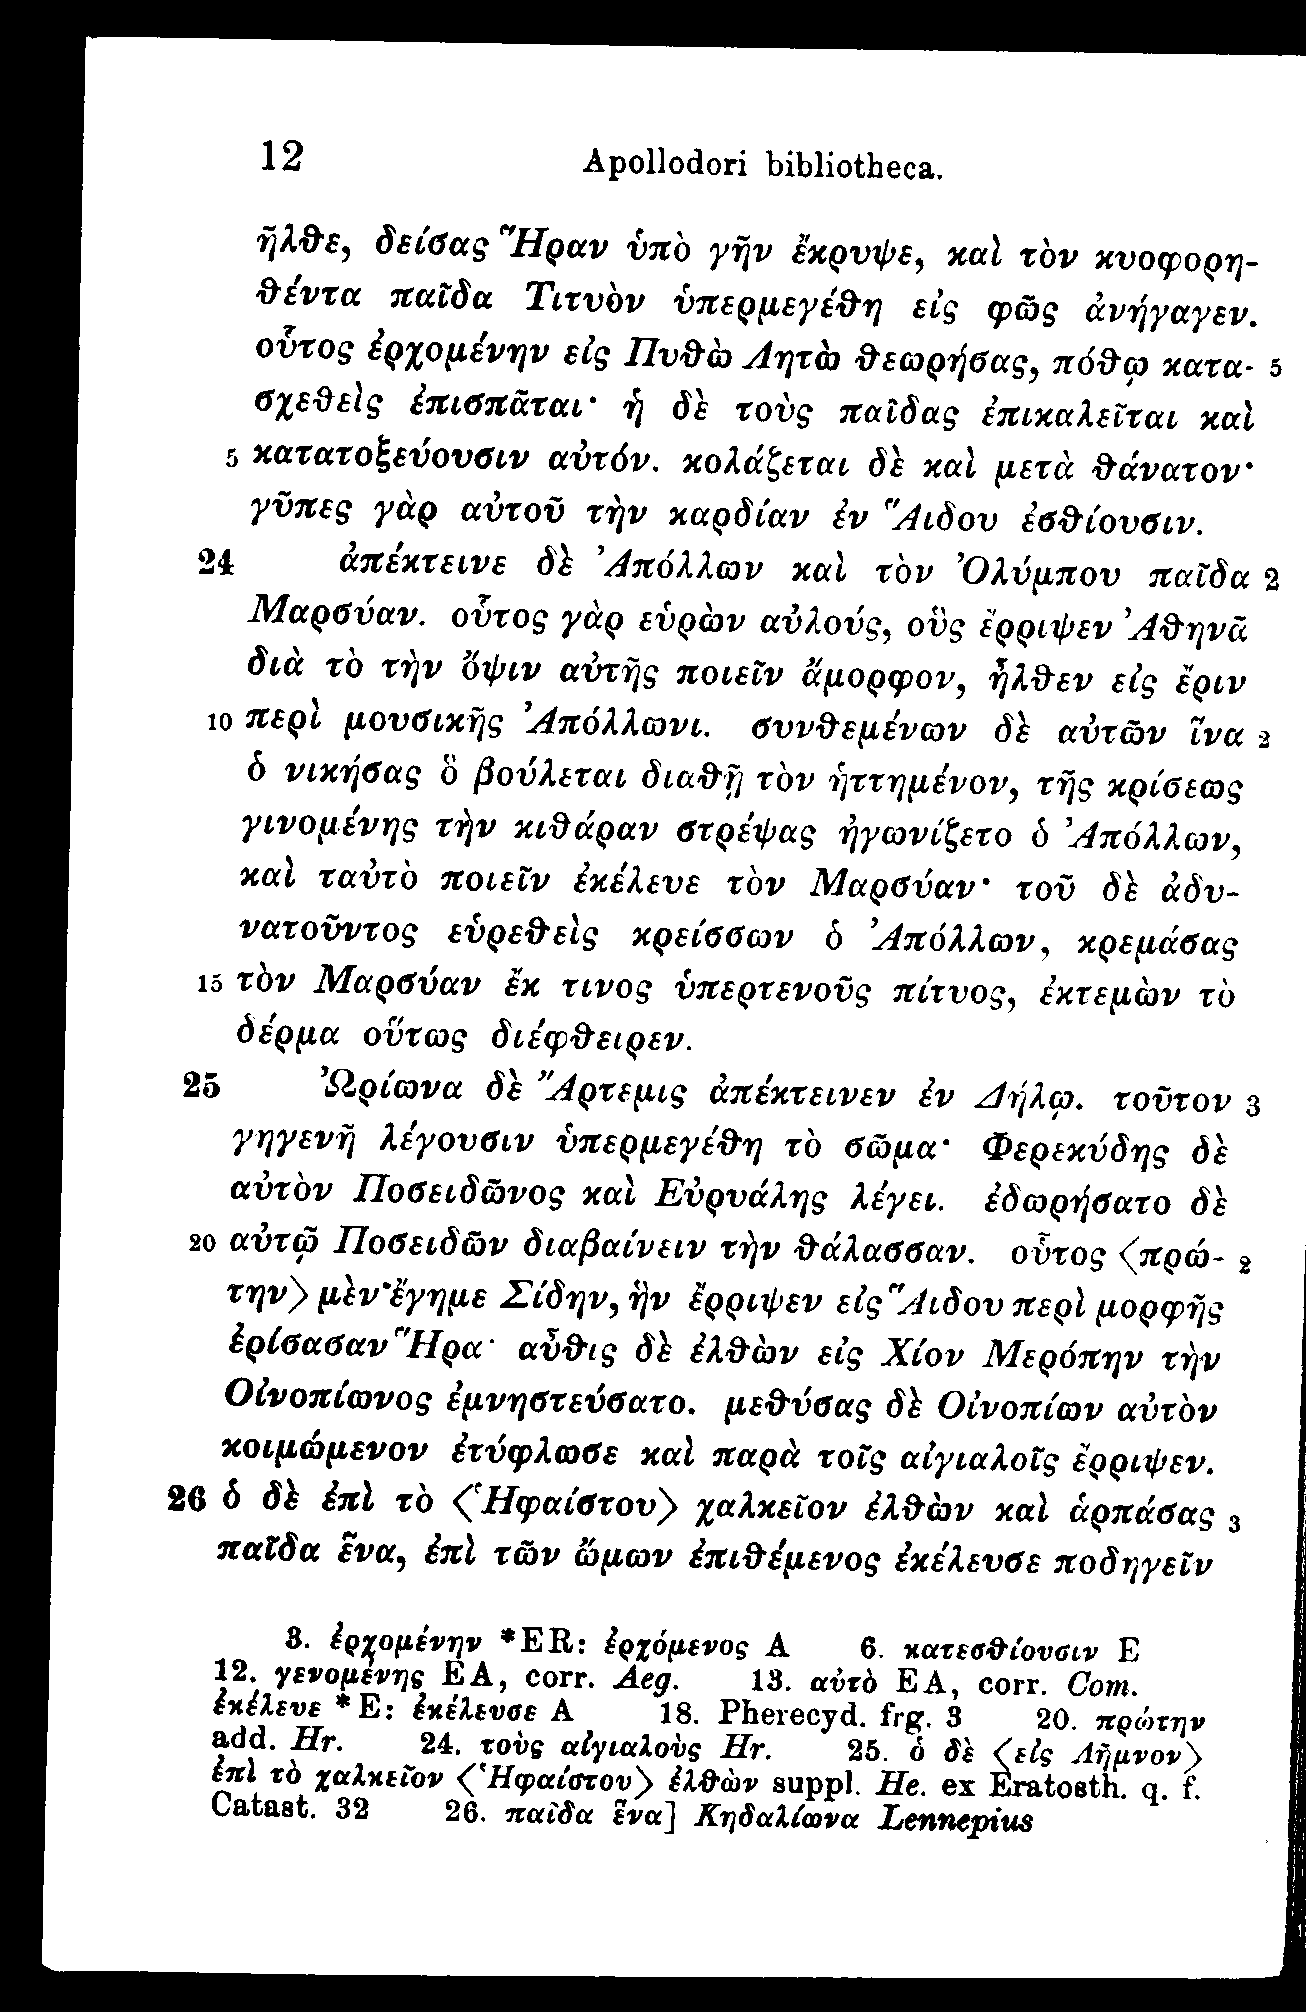 12 Apollodori bibliotheca.
ῆλθε, δείσας Ἥραν ὑπὸ γῆν ἔκρυψε, καὶ τὸν κυοφορη-
θέντα παῖδα Τιτυὸν ὑπερμεγέθη εἰς φῶς ἀνήγαγεν.
οὗτος ἐρχομένην εἰς Πυθὼ Λητὼ θεωρήσας, πόθῳ κατα- 5
σχεθεὶς ἐπισπᾶται· ἡ δὲ τοὺς παῖδας ἐπικαλεῖται καὶ
5 κατατοξεύουσιν αὐτόν. κολάζεται δὲ καὶ μετὰ θάνατον·
γῦπες γὰρ αὐτοῦ τὴν καρδίαν ἐν Ἅιδου ἐσθίουσιν.
24 ἀπέκτεινε δὲ Ἀπόλλων καὶ τὸν Ὀλύμπου παῖδα 2
Μαρσύαν. οὗτος γὰρ εὑρὼν αὐλούς, οὓς ἔρριψεν Ἀθηνᾶ
διὰ τὸ τὴν ὄψιν αὐτῆς ποιεῖν ἄμορφον, ἦλθεν εἰς ἔριν
10 περὶ μουσικῆς Ἀπόλλωνι. συνθεμένων δὲ αὐτῶν ἵνα 2
ὁ νικήσας ὃ βούλεται διαθῇ τὸν ἡττημένον, τῆς κρίσεως
γινομένης τὴν κιθάραν στρέψας ἠγωνίζετο ὁ Ἀπόλλων,
καὶ ταὐτὸ ποιεῖν ἐκέλευε τὸν Μαρσύαν· τοῦ δὲ ἀδυ-
νατοῦντος εὑρεθεὶς κρείσσων ὁ Ἀπόλλων, κρεμάσας
15 τὸν Μαρσύαν ἔκ τινος ὑπερτενοῦς πίτυος, ἐκτεμὼν τὸ
δέρμα οὕτως διέφθειρεν.
25 Ὠρίωνα δὲ Ἄρτεμις ἀπέκτεινεν ἐν Δήλῳ. τοῦτον 3
γηγενῆ λέγουσιν ὑπερμεγέθη τὸ σῶμα· Φερεκύδης δὲ
αὐτὸν Ποσειδῶνος καὶ Εὐρυάλης λέγει. ἐδωρήσατο δὲ
20 αὐτῷ Ποσειδῶν διαβαίνειν τὴν θάλασσαν. οὗτος ⟨πρώ- 2
την⟩ μὲν ἔγημε Σίδην, ἣν ἔρριψεν εἰς Ἅιδου περὶ μορφῆς
ἐρίσασαν Ἥρα· αὖθις δὲ ἐλθὼν εἰς Χίον Μερόπην τὴν
Οἰνοπίωνος ἐμνηστεύσατο. μεθύσας δὲ Οἰνοπίων αὐτὸν
κοιμώμενον ἐτύφλωσε καὶ παρὰ τοῖς αἰγιαλοῖς ἔρριψεν.
26 ὁ δὲ ἐπὶ τὸ ⟨Ἡφαίστου⟩ χαλκεῖον ἐλθὼν καὶ ἁρπάσας 3
παῖδα ἕνα, ἐπὶ τῶν ὤμων ἐπιθέμενος ἐκέλευσε ποδηγεῖν
3. ἐρχομένην *ER: ἐρχόμενος A 6. κατεσθίουσιν E
12. γενομένης EA, corr. Aeg. 13. αὐτὸ EA, corr. Com.
ἐκέλευε *E: ἐκέλευσε A 18. Pherecyd. frg. 3 20. πρώτην
add. Hr. 24. τοὺς αἰγιαλοὺς Hr. 25. ὁ δὲ ⟨εἰς Λῆμνον⟩
ἐπὶ τὸ χαλκεῖον ⟨Ἡφαίστου⟩ ἐλθὼν suppl. He. ex Eratosth. q. f.
Catast. 32 26. παῖδα ἕνα] Κηδαλίωνα Lennepius